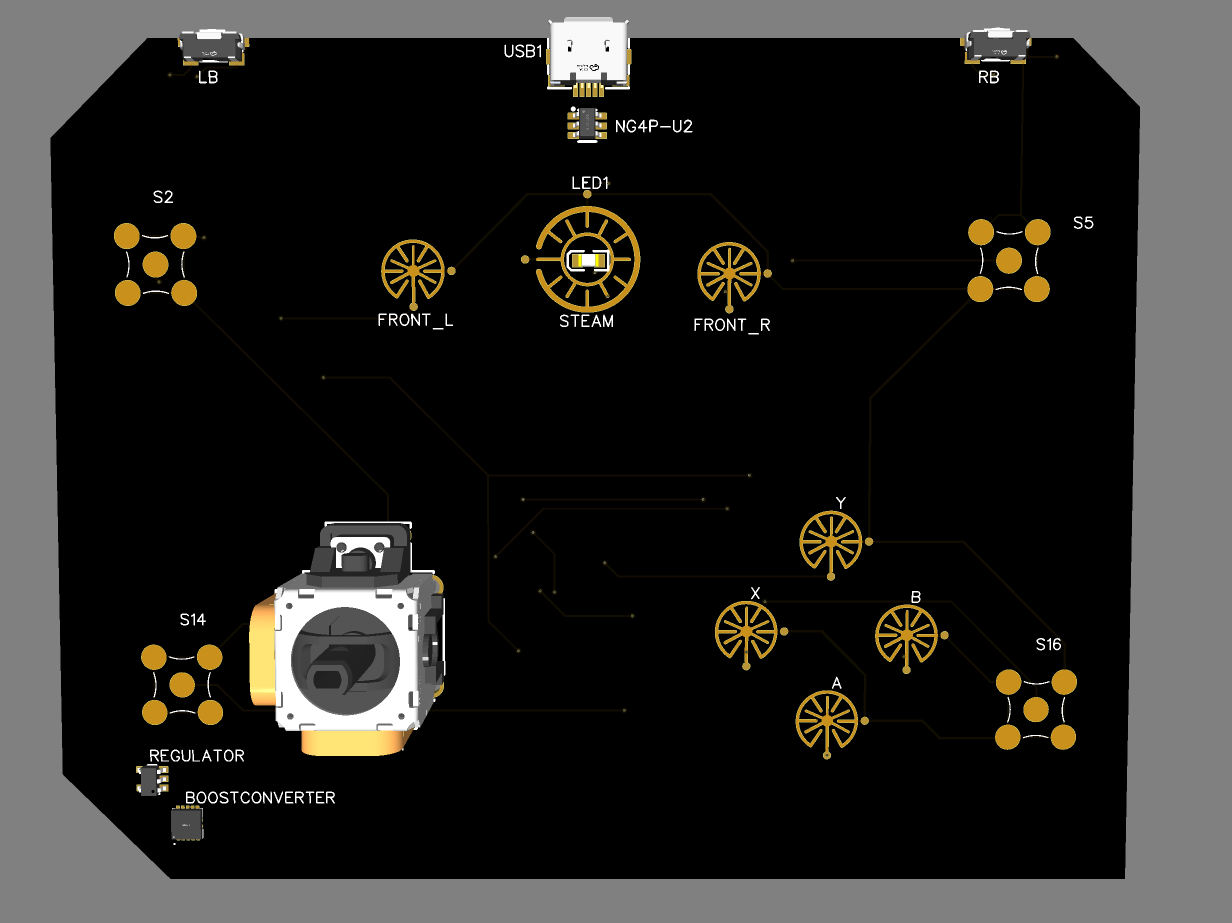 LB
USB1
RB
NG4P-U2
LED1
S2
S5
FRONT_L
STEAM
FRONT_R
Y
X
B
S14
S16
A
REGULATOR
BOOSTCONVERTER